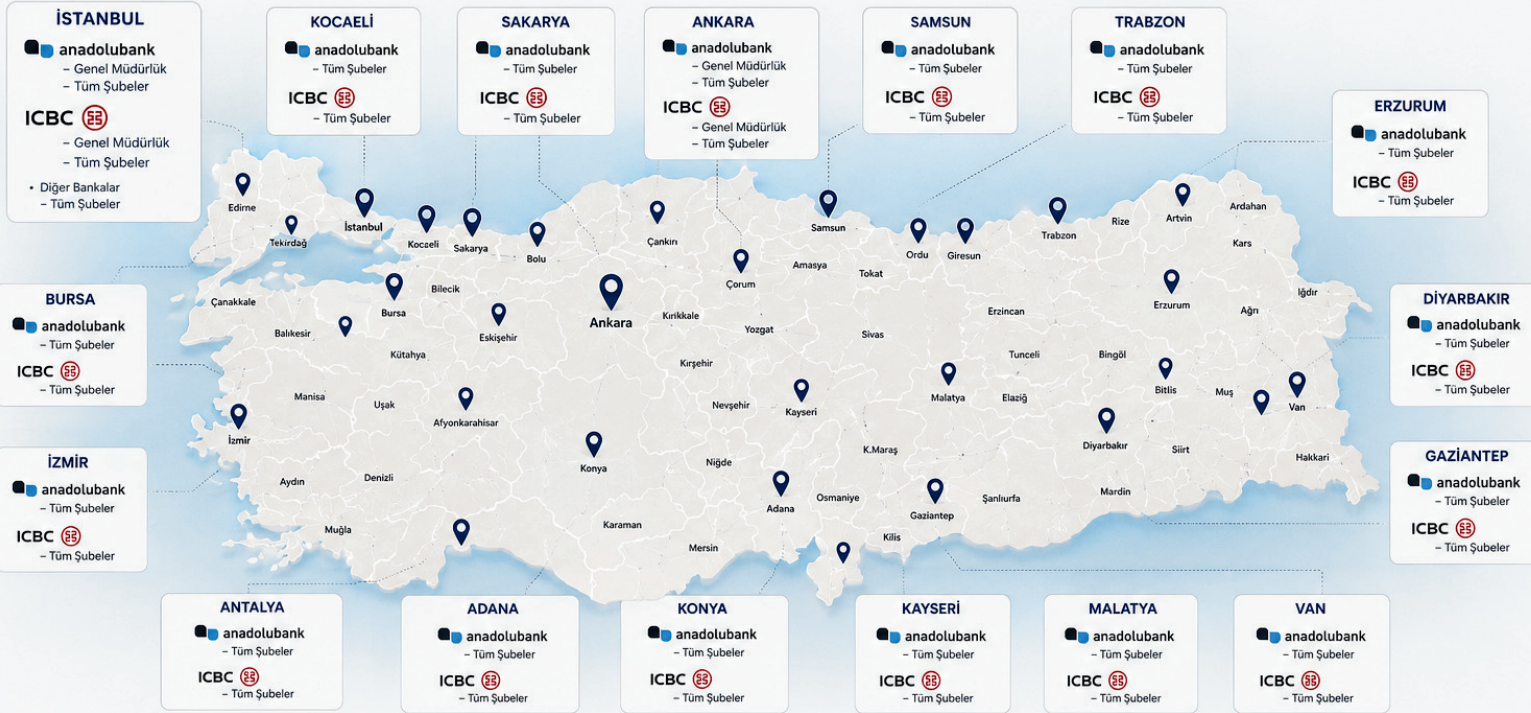 İSTANBUL
anadolubank
– Genel Müdürlük
– Tüm Şubeler
ICBC
– Genel Müdürlük
– Tüm Şubeler
• Diğer Bankalar
– Tüm Şubeler
KOCAELİ
anadolubank
– Tüm Şubeler
ICBC
– Tüm Şubeler
SAKARYA
anadolubank
– Tüm Şubeler
ICBC
– Tüm Şubeler
ANKARA
anadolubank
– Genel Müdürlük
– Tüm Şubeler
ICBC
– Genel Müdürlük
– Tüm Şubeler
SAMSUN
anadolubank
– Tüm Şubeler
ICBC
– Tüm Şubeler
TRABZON
anadolubank
– Tüm Şubeler
ICBC
– Tüm Şubeler
ERZURUM
anadolubank
– Tüm Şubeler
ICBC
– Tüm Şubeler
BURSA
anadolubank
– Tüm Şubeler
ICBC
– Tüm Şubeler
DİYARBAKIR
anadolubank
– Tüm Şubeler
ICBC
– Tüm Şubeler
İZMİR
anadolubank
– Tüm Şubeler
ICBC
– Tüm Şubeler
GAZİANTEP
anadolubank
– Tüm Şubeler
ICBC
– Tüm Şubeler
ANTALYA
anadolubank
– Tüm Şubeler
ICBC
– Tüm Şubeler
ADANA
anadolubank
– Tüm Şubeler
ICBC
– Tüm Şubeler
KONYA
anadolubank
– Tüm Şubeler
ICBC
– Tüm Şubeler
KAYSERİ
anadolubank
– Tüm Şubeler
ICBC
– Tüm Şubeler
MALATYA
anadolubank
– Tüm Şubeler
ICBC
– Tüm Şubeler
VAN
anadolubank
– Tüm Şubeler
ICBC
– Tüm Şubeler
Edirne
Tekirdağ
İstanbul
Kocaeli
Sakarya
Bolu
Çankırı
Samsun
Ordu
Giresun
Trabzon
Rize
Artvin
Ardahan
Kars
Çanakkale
Balıkesir
Bursa
Bilecik
Eskişehir
Kütahya
Ankara
Kırıkkale
Çorum
Amasya
Tokat
Yozgat
Sivas
Erzincan
Erzurum
Ağrı
Iğdır
Manisa
Uşak
Afyonkarahisar
Kırşehir
Nevşehir
Kayseri
Malatya
Elazığ
Tunceli
Bingöl
Bitlis
Muş
Van
İzmir
Aydın
Denizli
Muğla
Konya
Karaman
Niğde
Mersin
Adana
Osmaniye
K.Maraş
Gaziantep
Kilis
Şanlıurfa
Diyarbakır
Mardin
Siirt
Hakkari